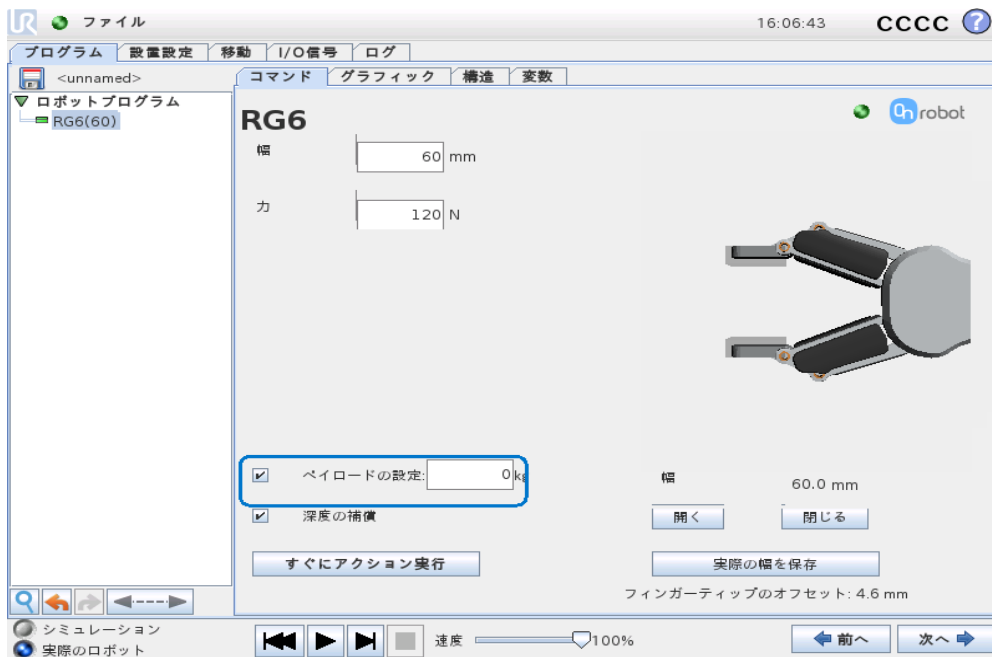 UR ファイル 16:06:43 CCCC ?
プログラム 設置設定 移動 I/O信号 ログ
<unnamed> コマンド グラフィック 構造 変数
ロボットプログラム
RG6(60)
RG6
On robot
幅 60 mm
力 120 N
ペイロードの設定: 0 kg
幅 60.0 mm
深度の補償
開く 閉じる
すぐにアクション実行 実際の幅を保存
フィンガーティップのオフセット: 4.6 mm
シミュレーション
実際のロボット
速度 100%
前へ 次へ